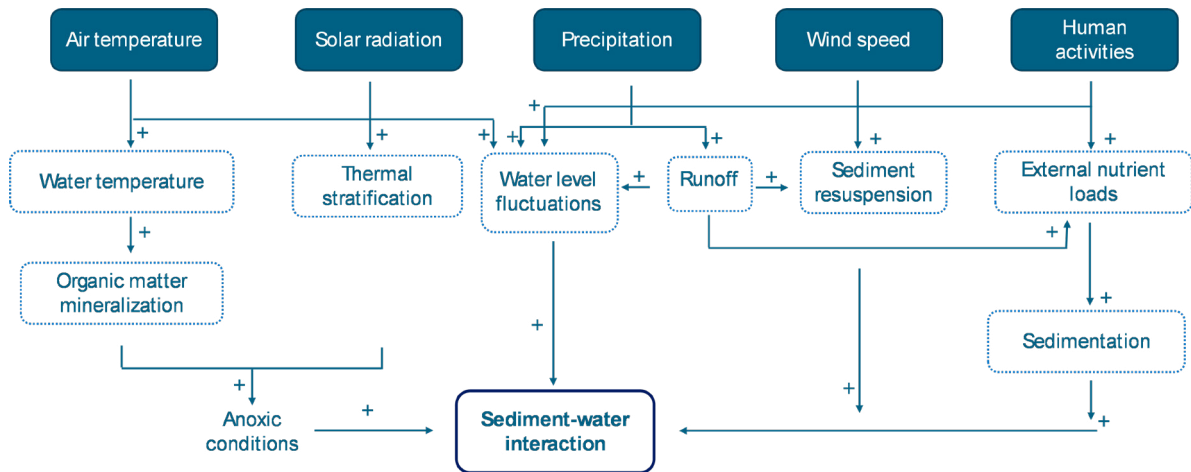 Air temperature
Solar radiation
Precipitation
Wind speed
Human
activities
+
+
+
+
+
+
+
+
+
Water temperature
Thermal
stratification
Water level
fluctuations
+
Runoff
+
Sediment
resuspension
External nutrient
loads
+
+
Organic matter
mineralization
+
+
Sedimentation
+
+
+
+
+
Anoxic
conditions
Sediment-water
interaction